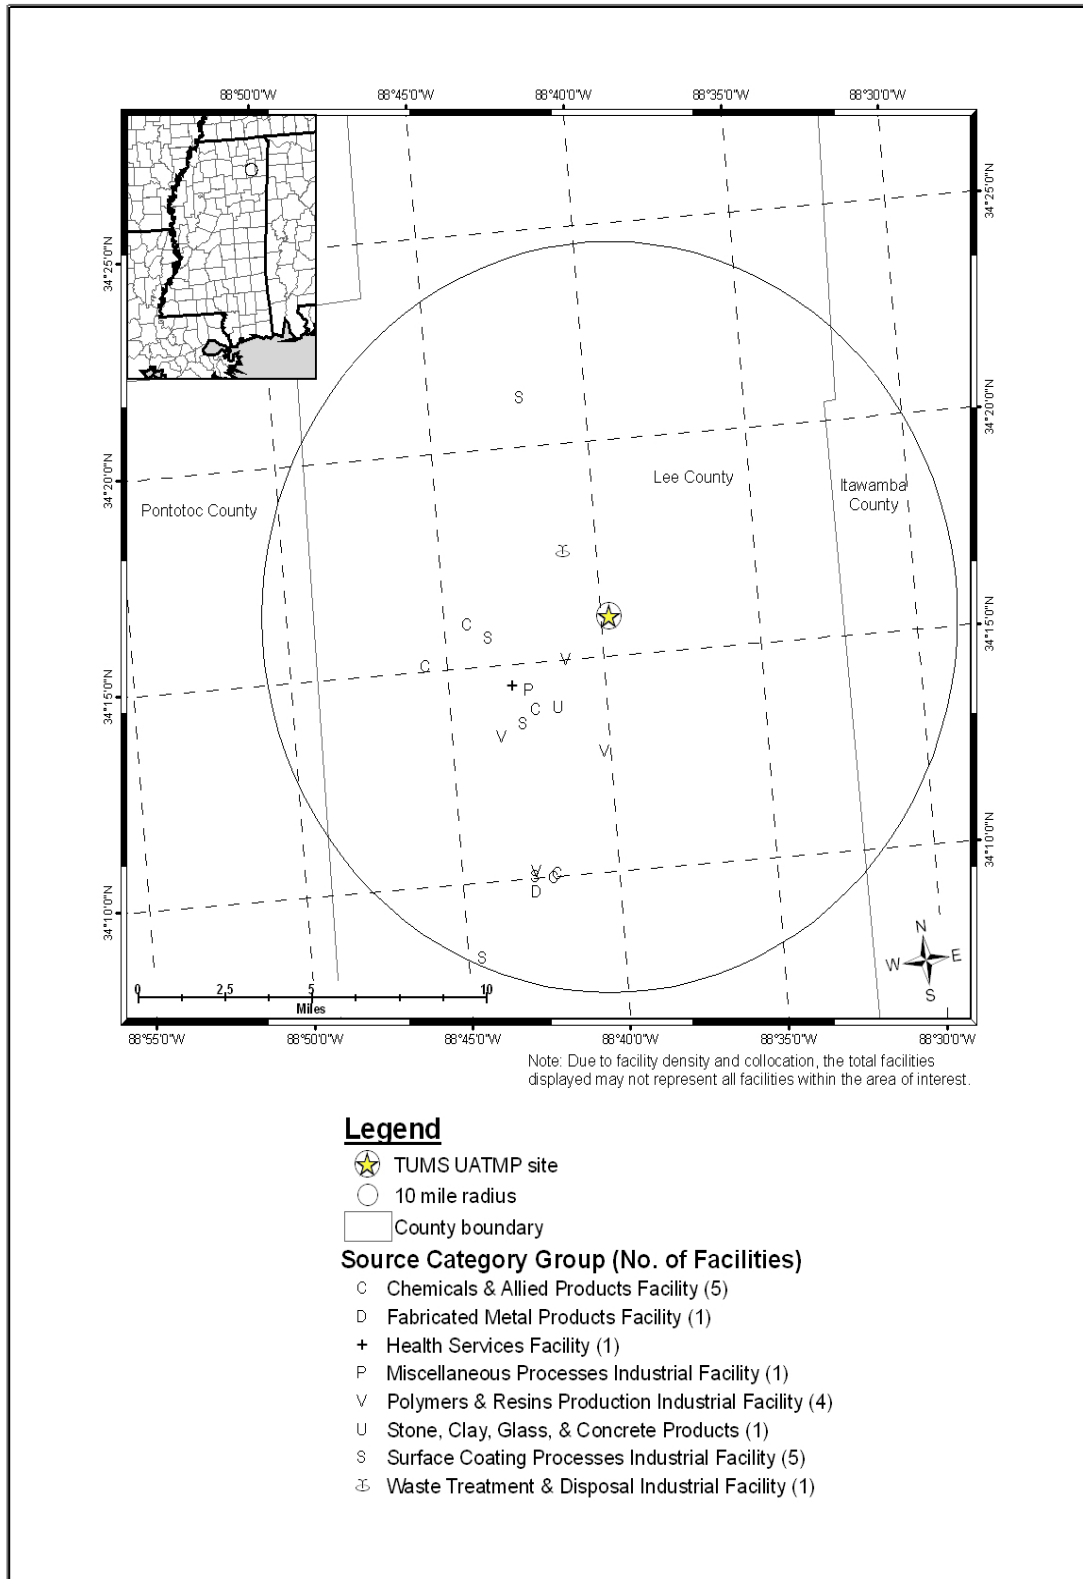 88°50'0"W 88°45'0"W 88°40'0"W 88°35'0"W 88°30'0"W
34°25'0"N
34°25'0"N
S
34°20'0"N
34°20'0"N
Lee County
Itawamba
County
Pontotoc County
34°15'0"N
C
S
V
C
34°15'0"N
+ P
C U
S
V
V
34°10'0"N
V C
S C
D
34°10'0"N
S
N
W E
S
0 2.5 5 10
Miles
88°55'0"W 88°50'0"W 88°45'0"W 88°40'0"W 88°35'0"W 88°30'0"W
Note: Due to facility density and collocation, the total facilities
displayed may not represent all facilities within the area of interest.
Legend
TUMS UATMP site
10 mile radius
County boundary
Source Category Group (No. of Facilities)
C Chemicals & Allied Products Facility (5)
D Fabricated Metal Products Facility (1)
+ Health Services Facility (1)
P Miscellaneous Processes Industrial Facility (1)
V Polymers & Resins Production Industrial Facility (4)
U Stone, Clay, Glass, & Concrete Products (1)
S Surface Coating Processes Industrial Facility (5)
Waste Treatment & Disposal Industrial Facility (1)